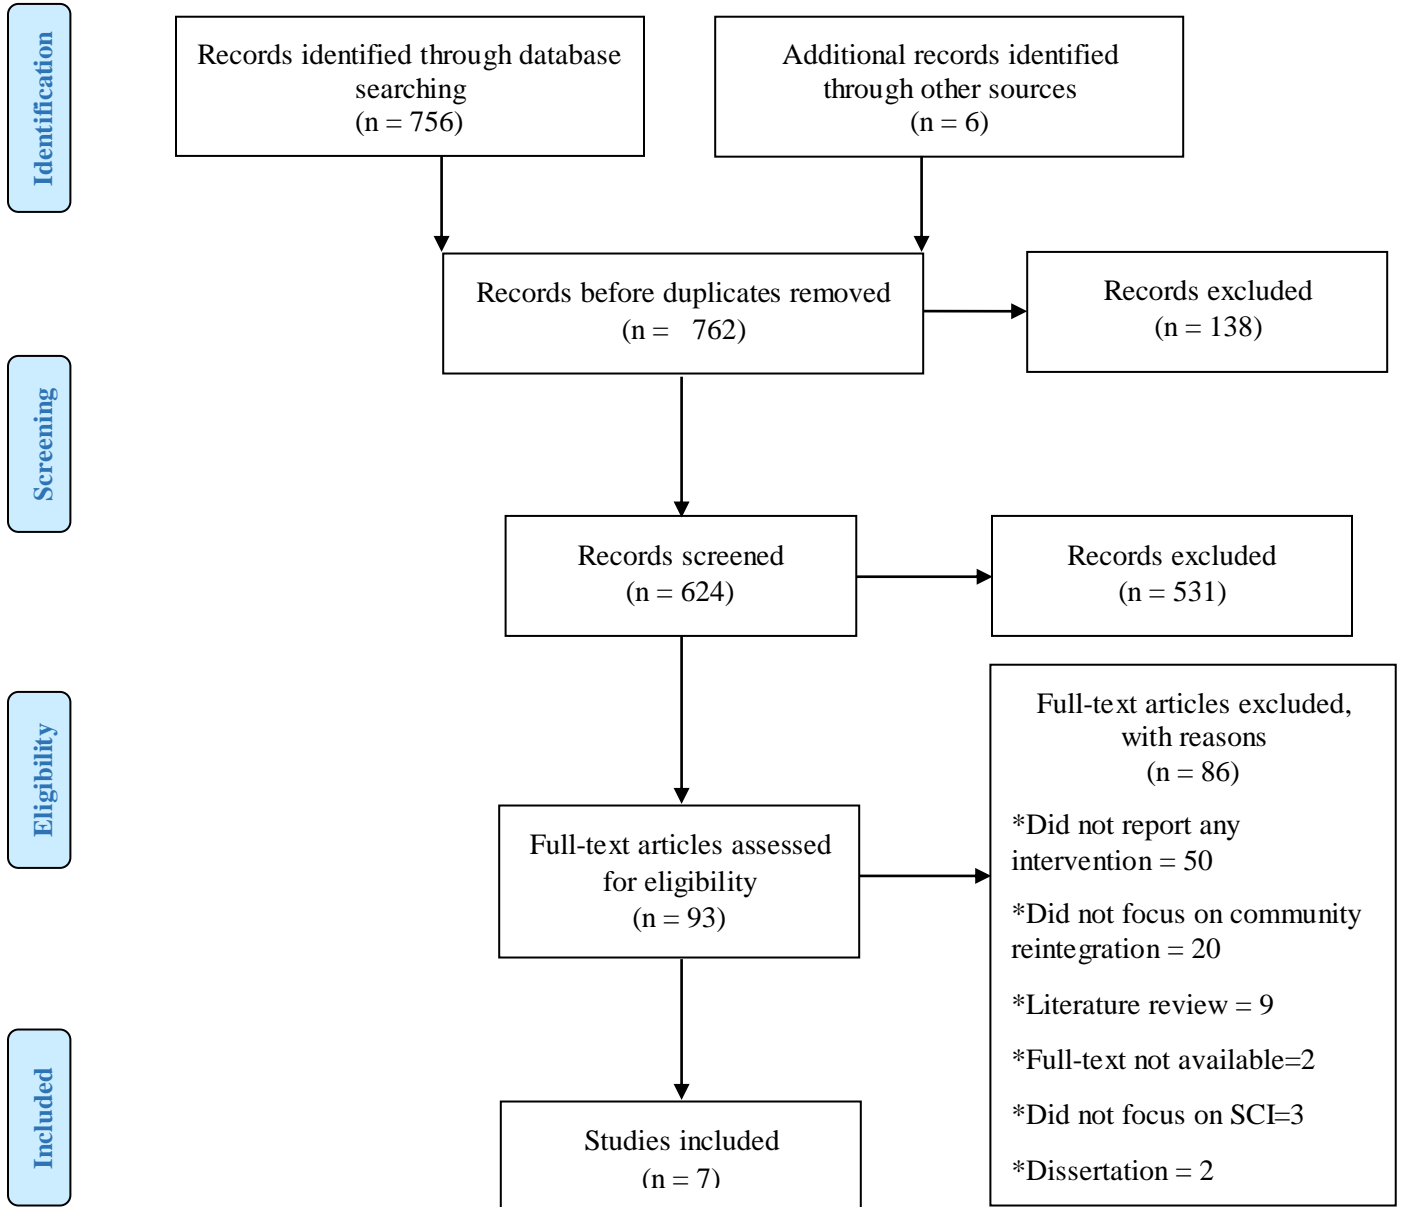 Identification
Records identified through database
searching
(n = 756)
Additional records identified
through other sources
(n = 6)
Records before duplicates removed
(n = 762)
Records excluded
(n = 138)
Screening
Records screened
(n = 624)
Records excluded
(n = 531)
Eligibility
Full-text articles assessed
for eligibility
(n = 93)
Full-text articles excluded,
with reasons
(n = 86)
*Did not report any
intervention = 50
*Did not focus on community
reintegration = 20
*Literature review = 9
*Full-text not available=2
*Did not focus on SCI=3
*Dissertation = 2
Included
Studies included
(n = 7)